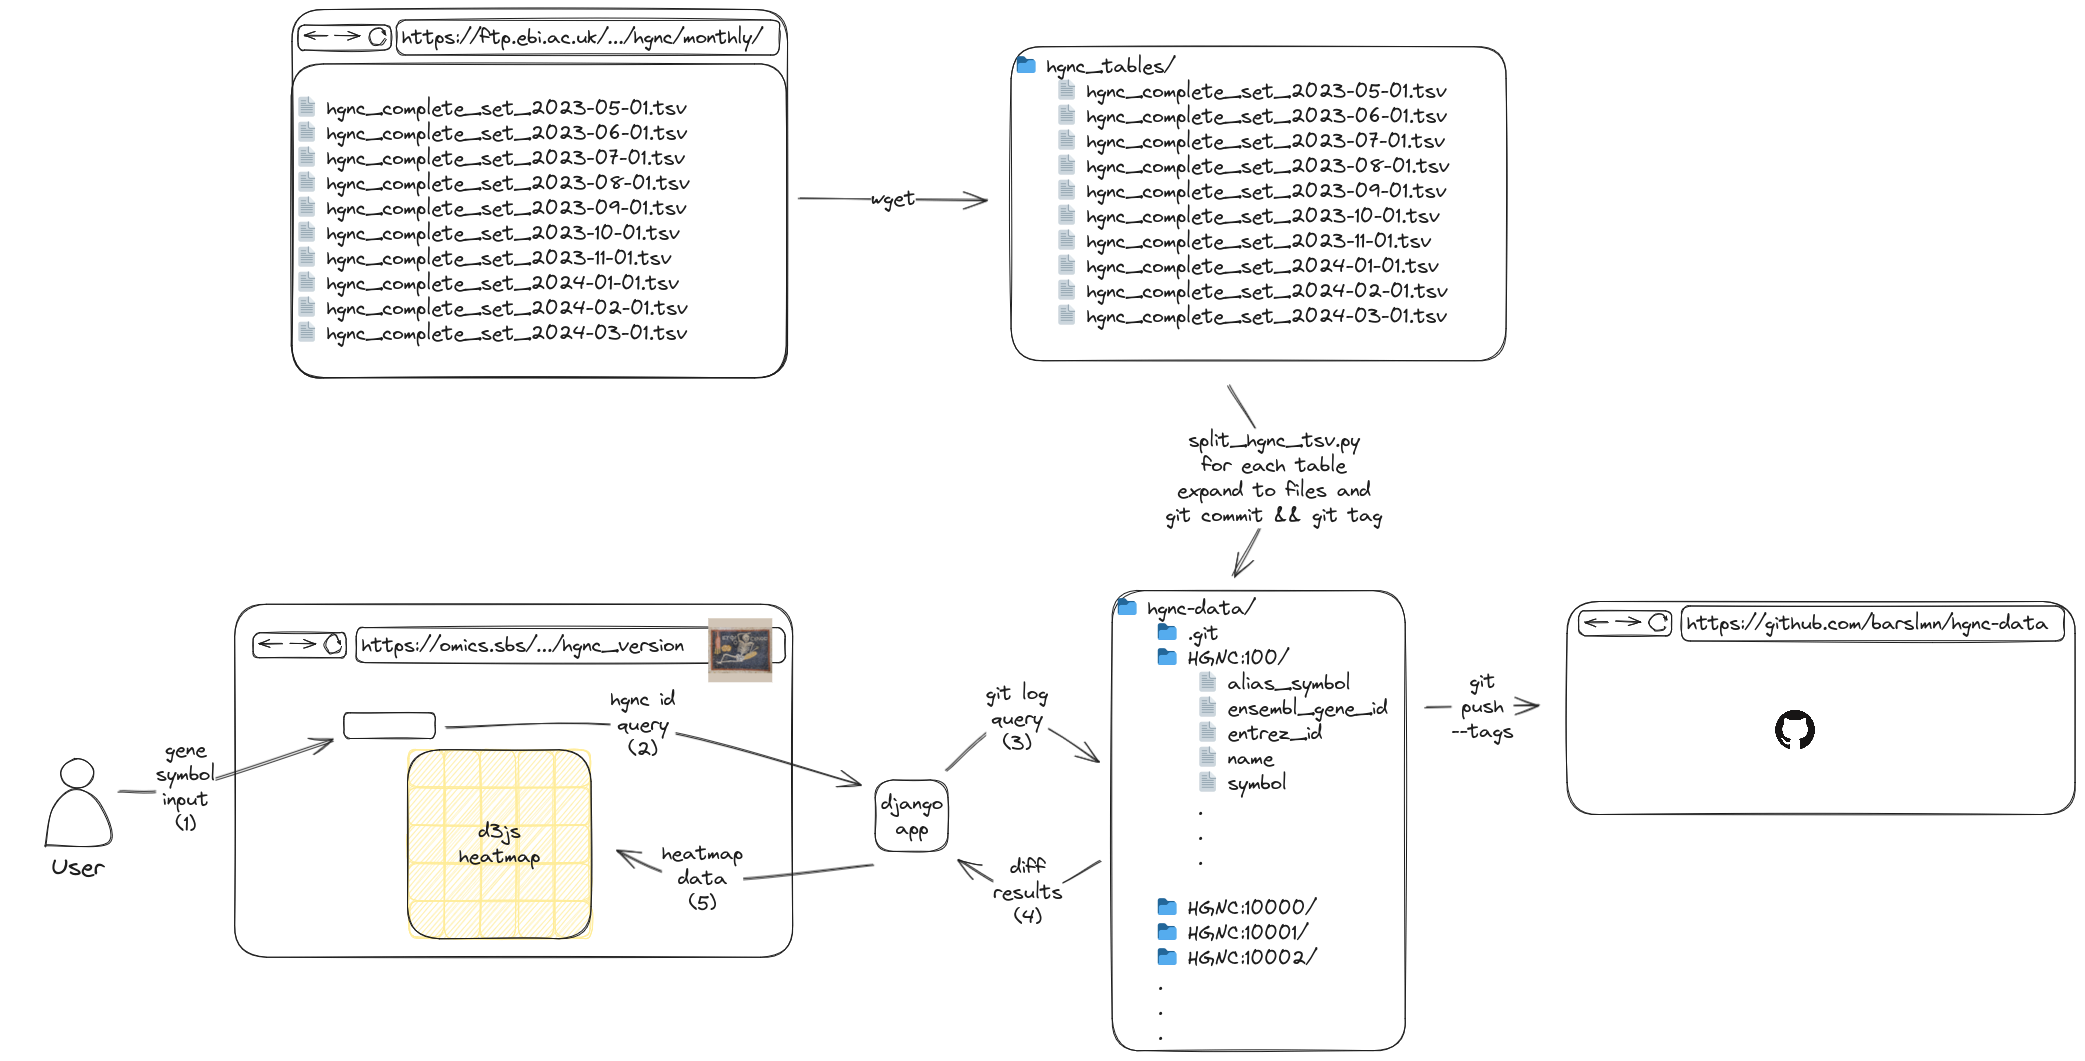 https://ftp.ebi.ac.uk/.../hgnc/monthly/
hgnc_complete_set_2023-05-01.tsv
hgnc_complete_set_2023-06-01.tsv
hgnc_complete_set_2023-07-01.tsv
hgnc_complete_set_2023-08-01.tsv
hgnc_complete_set_2023-09-01.tsv
hgnc_complete_set_2023-10-01.tsv
hgnc_complete_set_2023-11-01.tsv
hgnc_complete_set_2024-01-01.tsv
hgnc_complete_set_2024-02-01.tsv
hgnc_complete_set_2024-03-01.tsv
wget
hgnc_tables/
hgnc_complete_set_2023-05-01.tsv
hgnc_complete_set_2023-06-01.tsv
hgnc_complete_set_2023-07-01.tsv
hgnc_complete_set_2023-08-01.tsv
hgnc_complete_set_2023-09-01.tsv
hgnc_complete_set_2023-10-01.tsv
hgnc_complete_set_2023-11-01.tsv
hgnc_complete_set_2024-01-01.tsv
hgnc_complete_set_2024-02-01.tsv
hgnc_complete_set_2024-03-01.tsv
split_hgnc_tsv.py
for each table
expand to files and
git commit && git tag
User
gene
symbol
input
(1)
https://omics.sbs/.../hgnc_version
hgnc id
query
(2)
d3js
heatmap
heatmap
data
(5)
django
app
git log
query
(3)
diff
results
(4)
hgnc-data/
.git
HGNC:100/
alias_symbol
ensembl_gene_id
entrez_id
name
symbol
.
.
.
HGNC:10000/
HGNC:10001/
HGNC:10002/
.
.
.
git
push
--tags
https://github.com/barslmn/hgnc-data